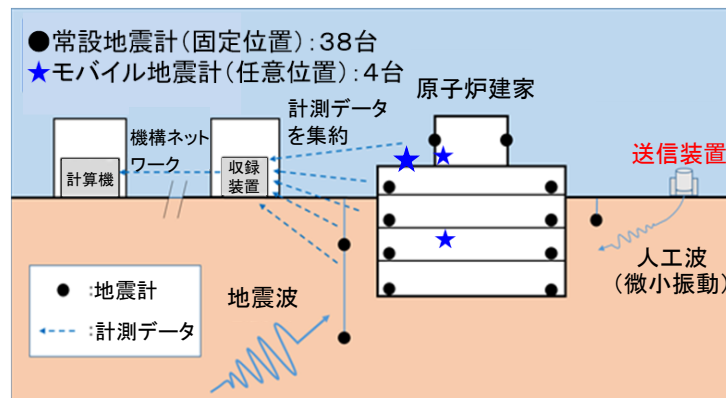 ●常設地震計(固定位置):38台
★モバイル地震計(任意位置):4台
原子炉建家
計測データ
を集約
機構ネット
ワーク
計算機
収録
装置
送信装置
人工波
(微小振動)
地震波
●:地震計
:計測データ